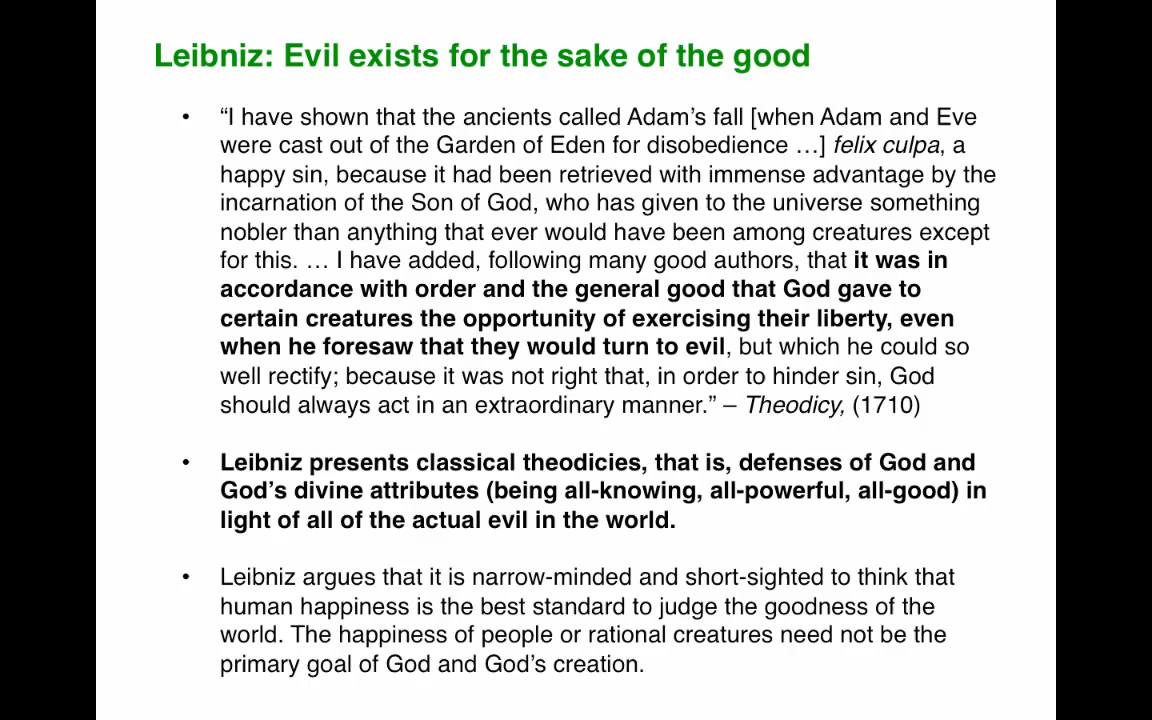 Leibniz: Evil exists for the sake of the good
• “I have shown that the ancients called Adam’s fall [when Adam and Eve
were cast out of the Garden of Eden for disobedience …] felix culpa, a
happy sin, because it had been retrieved with immense advantage by the
incarnation of the Son of God, who has given to the universe something
nobler than anything that ever would have been among creatures except
for this. … I have added, following many good authors, that it was in
accordance with order and the general good that God gave to
certain creatures the opportunity of exercising their liberty, even
when he foresaw that they would turn to evil, but which he could so
well rectify; because it was not right that, in order to hinder sin, God
should always act in an extraordinary manner.” – Theodicy, (1710)
• Leibniz presents classical theodicies, that is, defenses of God and
God’s divine attributes (being all-knowing, all-powerful, all-good) in
light of all of the actual evil in the world.
• Leibniz argues that it is narrow-minded and short-sighted to think that
human happiness is the best standard to judge the goodness of the
world. The happiness of people or rational creatures need not be the
primary goal of God and God’s creation.